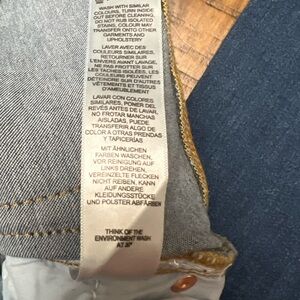 WASH WITH SIMILAR
COLOURS, TURN INSIDE
OUT BEFORE CLEANING,
DO NOT RUB ISOLATED
STAINS, COLOUR MAY
TRANSFER ONTO OTHER
GARMENTS AND
UPHOLSTERY
LAVER AVEC DES
COULEURS SIMILAIRES,
RETOURNER SUR
L'ENVERS AVANT LAVAGE,
NE PAS FROTTER SUR
LES TÂCHES ISOLÉES, LES
COULEURS PEUVENT
DÉTEINDRE SUR D'AUTRES
VÊTEMENTS ET TISSUS
D'AMEUBLEMENT
LAVAR CON COLORES
SIMILARES, PONER DEL
REVÉS ANTES DE LAVAR,
NO FROTAR MANCHAS
AISLADAS, PUEDE
TRANSFERIR ALGO DE
COLOR A OTRAS PRENDAS
Y TAPICERÍAS
MIT ÄHNLICHEN
FARBEN WASCHEN,
VOR REINIGUNG AUF
LINKS DREHEN,
VEREINZELTE FLECKEN
NICHT REIBEN, KANN
AUF ANDERE
KLEIDUNGSSTÜCKE
UND POLSTER ABFÄRBEN
THINK OF THE
ENVIRONMENT WASH